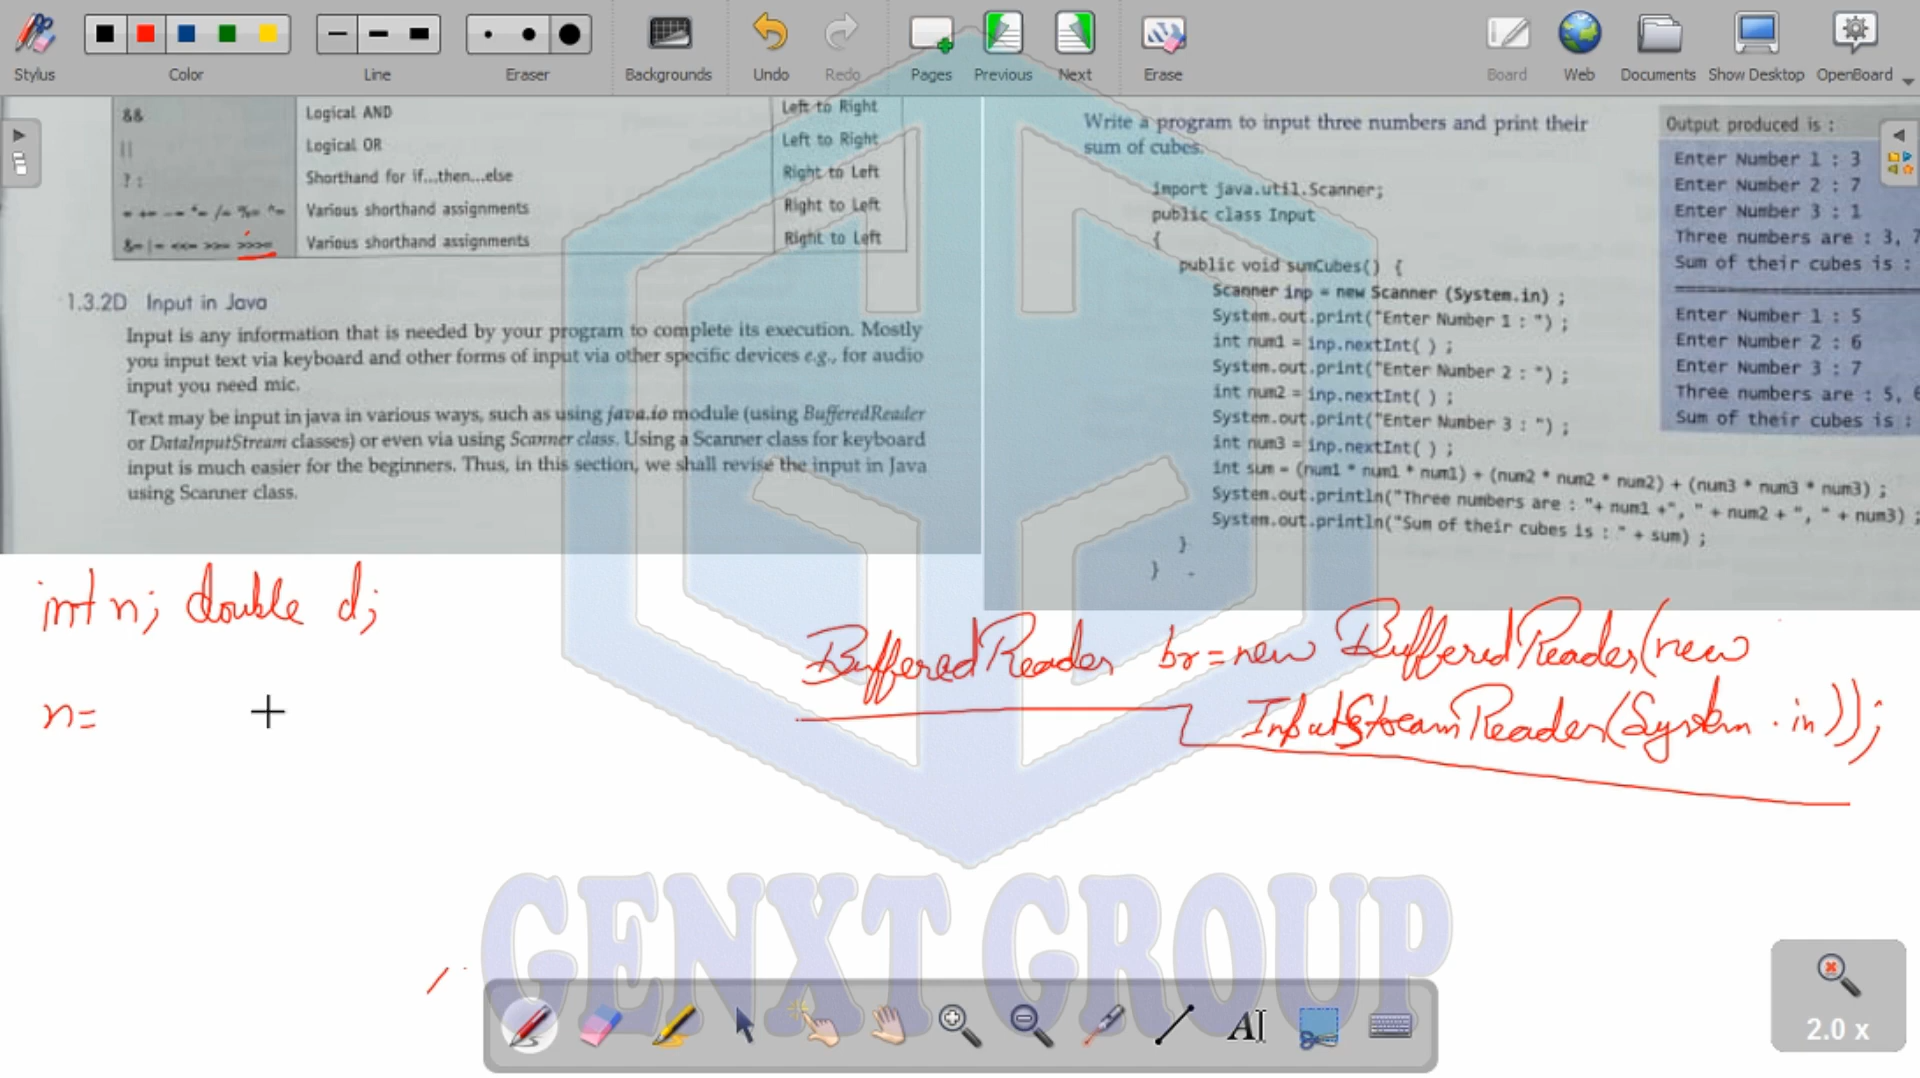 Stylus
Color
Line
Eraser
Backgrounds
Undo
Redo
Pages
Previous
Next
Erase
Board
Web
Documents
Show Desktop
OpenBoard
&& Logical AND Left to Right
|| Logical OR Left to Right
? : Shorthand for if...then...else Right to Left
Various shorthand assignments Right to Left
Various shorthand assignments Right to Left
1.3.2D Input in Java
Input is any information that is needed by your program to complete its execution. Mostly
you input text via keyboard and other forms of input via other specific devices e.g., for audio
input you need mic.
Text may be input in java in various ways, such as using java.io module (using BufferedReader
or DataInputStream classes) or even via using Scanner class. Using a Scanner class for keyboard
input is much easier for the beginners. Thus, in this section, we shall revise the input in Java
using Scanner class.
Write a program to input three numbers and print their
sum of cubes.
import java.util.Scanner;
public class Input
{
public void sumCubes() {
Scanner inp = new Scanner (System.in) ;
System.out.print("Enter Number 1 : ") ;
int num1 = inp.nextInt( ) ;
System.out.print("Enter Number 2 : ") ;
int num2 = inp.nextInt( ) ;
System.out.print("Enter Number 3 : ") ;
int num3 = inp.nextInt( ) ;
int sum = (num1 * num1 * num1) + (num2 * num2 * num2) + (num3 * num3 * num3) ;
System.out.println("Three numbers are : "+ num1 +", " + num2 + ", " + num3) ;
System.out.println("Sum of their cubes is : " + sum) ;
}
}
Output produced is :
Enter Number 1 : 3
Enter Number 2 : 7
Enter Number 3 : 1
Three numbers are : 3, 7
Sum of their cubes is :
Enter Number 1 : 5
Enter Number 2 : 6
Enter Number 3 : 7
Three numbers are : 5, 6
Sum of their cubes is :
int n; double d;
n=
BufferedReader br=new BufferedReader(new
InputStreamReader(System.in));
GENXT GROUP
AI
2.0 x